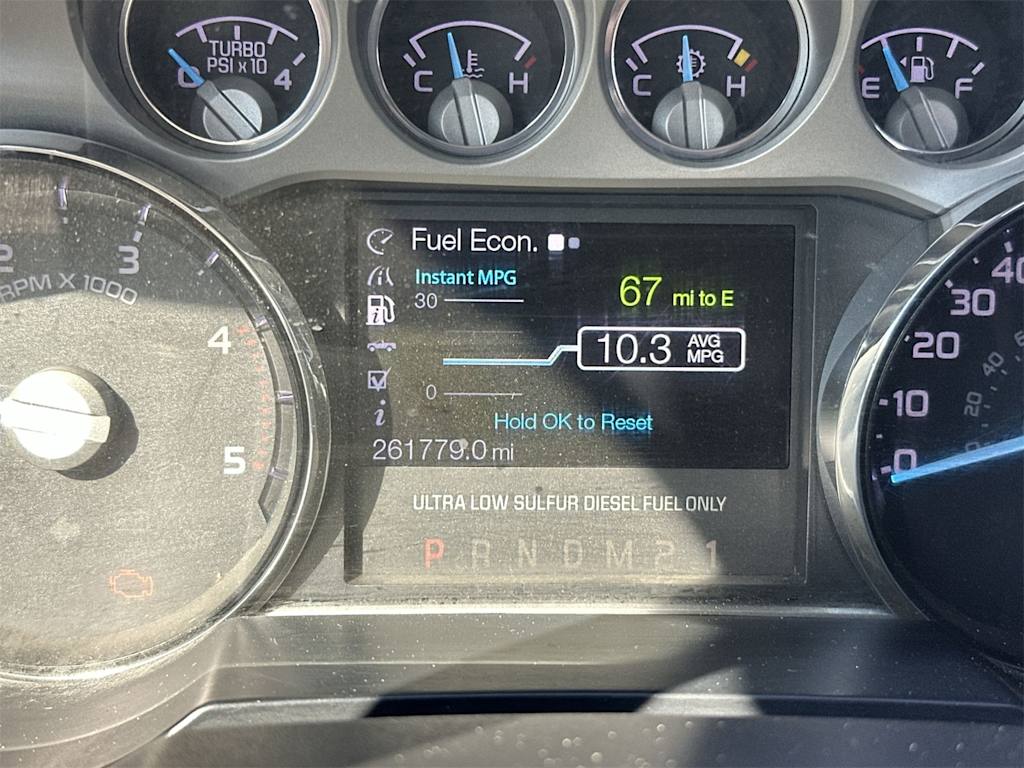 TURBO
PSI x 10
0 4
C H
C H
E F
2 3 4 5
RPM X 1000
Fuel Econ.
Instant MPG
30
67 mi to E
10.3 AVG MPG
0
Hold OK to Reset
261779.0 mi
ULTRA LOW SULFUR DIESEL FUEL ONLY
P R N D M 2 1
40
30
20
10
0
40
20